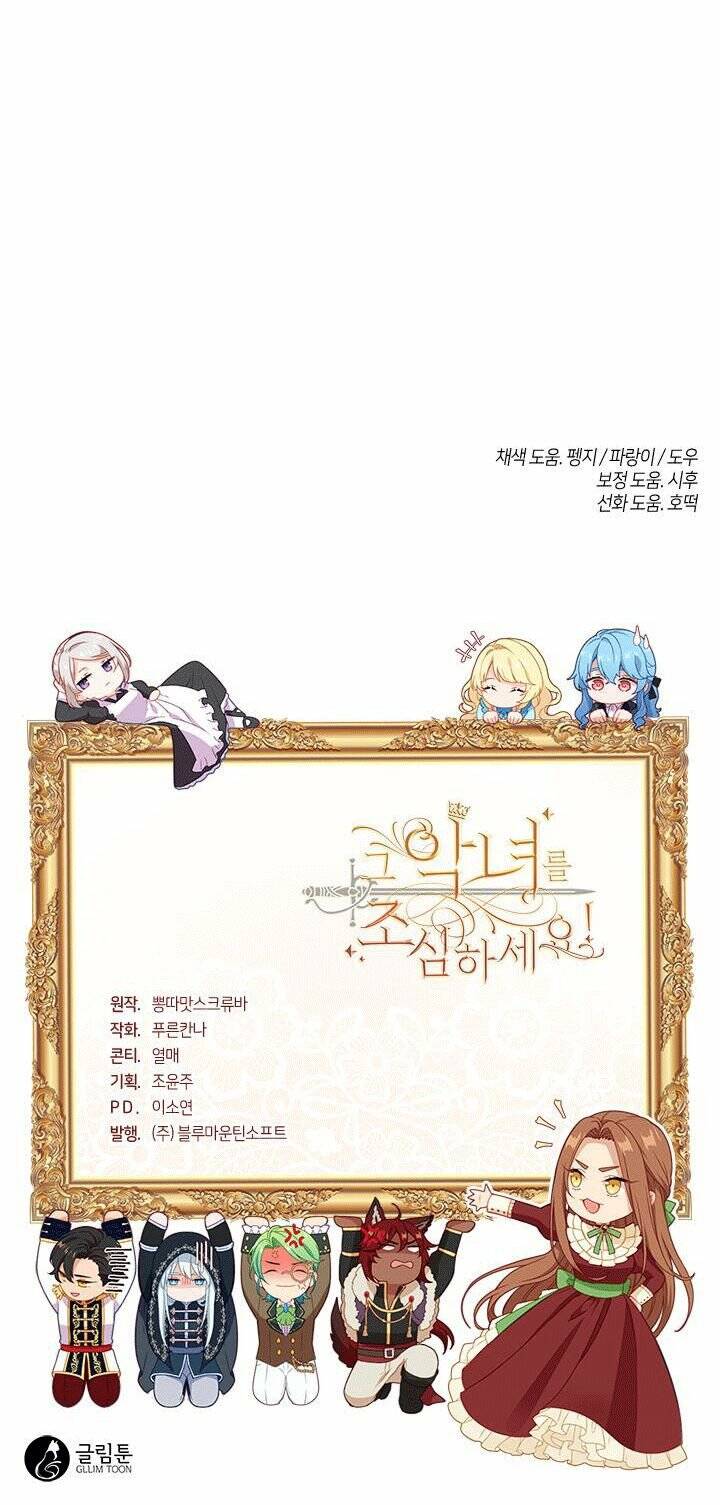 채색 도움. 펭지 / 파랑이 / 도우
보정 도움. 시후
선화 도움. 호떡
그 악녀를
조심하세요!
원작. 뽕따맛스크류바
작화. 푸른칸나
콘티. 열매
기획. 조윤주
PD. 이소연
발행. (주) 블루마운틴소프트
글림툰
GLLIM TOON